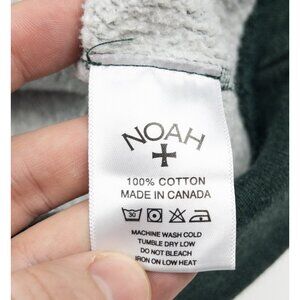 NOAH
100% COTTON
MADE IN CANADA
30
MACHINE WASH COLD
TUMBLE DRY LOW
DO NOT BLEACH
IRON ON LOW HEAT